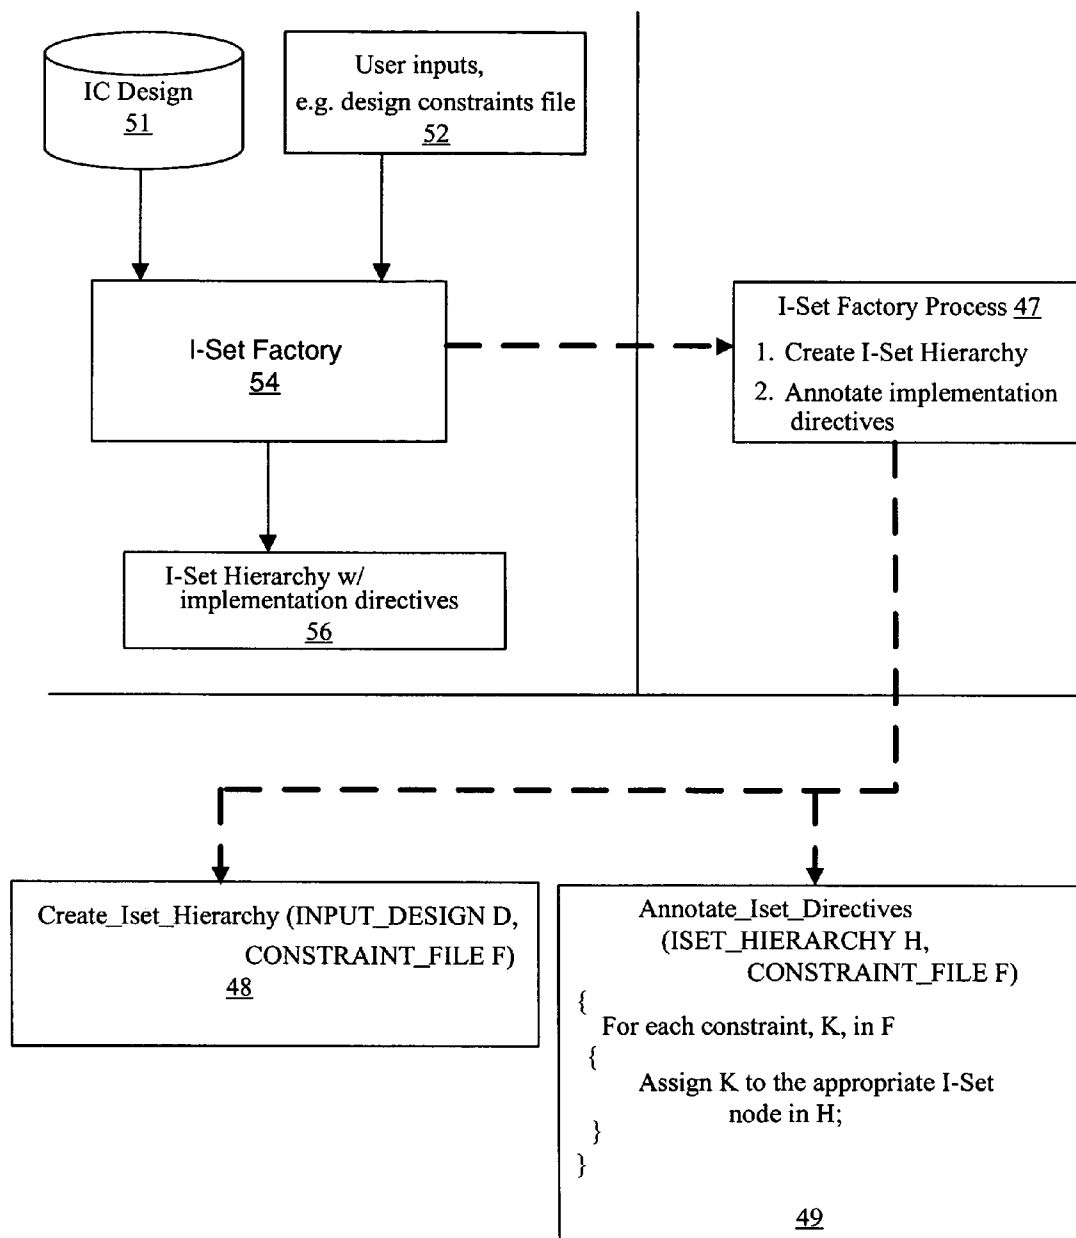 IC Design
51
User inputs,
e.g. design constraints file
52
I-Set Factory
54
I-Set Factory Process 47
1. Create I-Set Hierarchy
2. Annotate implementation
directives
I-Set Hierarchy w/
implementation directives
56
Create_Iset_Hierarchy (INPUT_DESIGN D,
CONSTRAINT_FILE F)
48
Annotate_Iset_Directives
(ISET_HIERARCHY H,
CONSTRAINT_FILE F)
{
For each constraint, K, in F
{
Assign K to the appropriate I-Set
node in H;
}
}
49